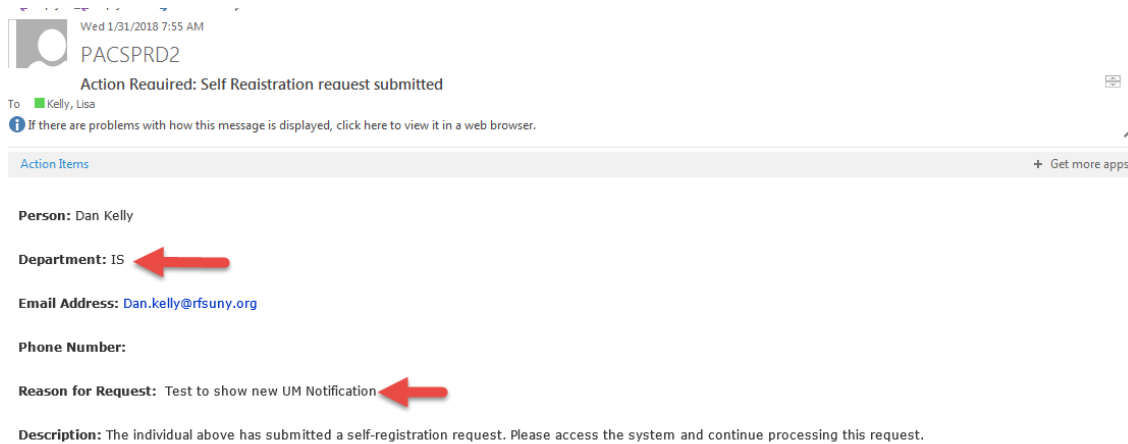 Wed 1/31/2018 7:55 AM
PACSPRD2
Action Required: Self Registration request submitted
To Kelly, Lisa
If there are problems with how this message is displayed, click here to view it in a web browser.
Action Items + Get more apps
Person: Dan Kelly
Department: IS
Email Address: Dan.kelly@rfsuny.org
Phone Number:
Reason for Request: Test to show new UM Notification
Description: The individual above has submitted a self-registration request. Please access the system and continue processing this request.